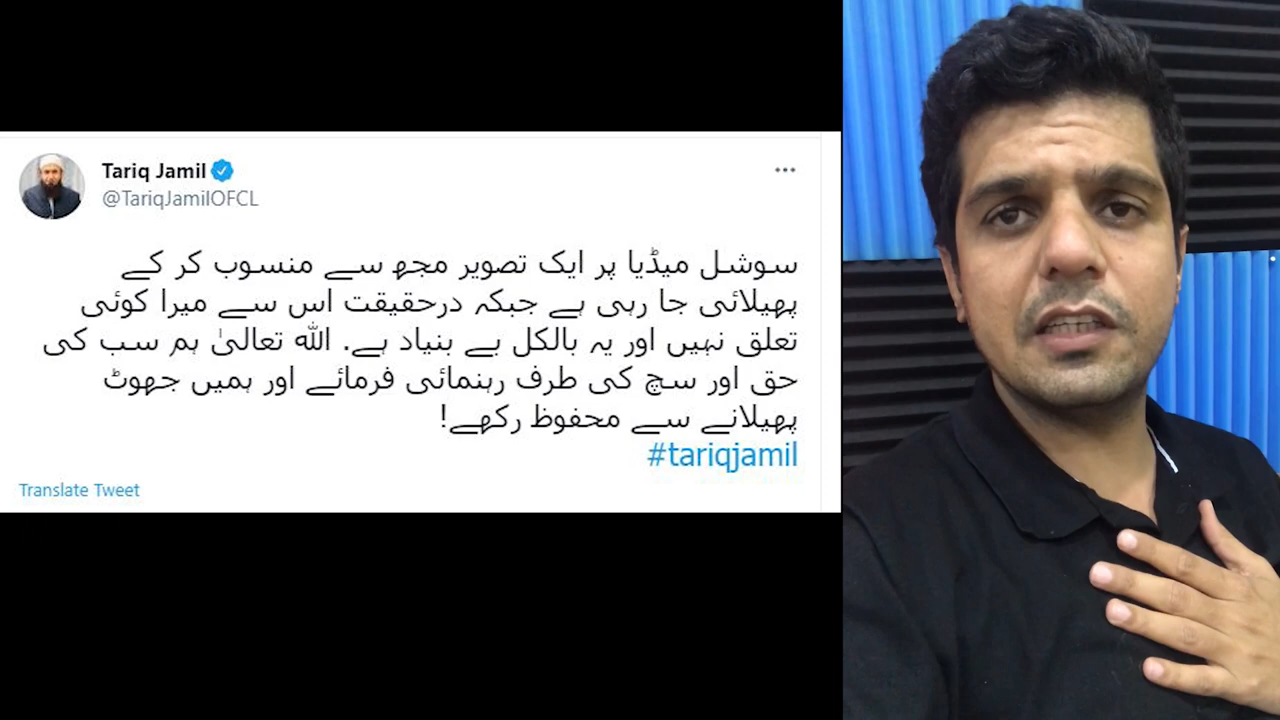 Tariq Jamil
@TariqJamilOFCL
سوشل میڈیا پر ایک تصویر مجھ سے منسوب کر کے
پھیلائی جا رہی ہے جبکہ درحقیقت اس سے میرا کوئی
تعلق نہیں اور یہ بالکل بے بنیاد ہے. اللّٰہ تعالیٰ ہم سب کی
حق اور سچ کی طرف رہنمائی فرمائے اور ہمیں جھوٹ
پھیلانے سے محفوظ رکھے!
#tariqjamil
Translate Tweet